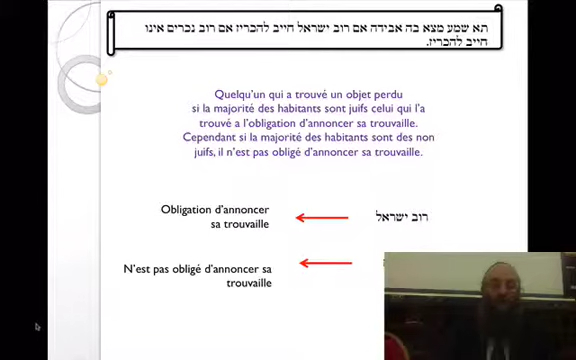 תא שמע מצא בה אבידה אם רוב ישראל חייב להכריז אם רוב נכרים אינו
חייב להכריז.
Quelqu'un qui a trouvé un objet perdu
si la majorité des habitants sont juifs celui qui l'a
trouvé a l'obligation d'annoncer sa trouvaille.
Cependant si la majorité des habitants sont des non
juifs, il n'est pas obligé d'annoncer sa trouvaille.
Obligation d'annoncer
sa trouvaille
רוב ישראל
N'est pas obligé d'annoncer sa
trouvaille